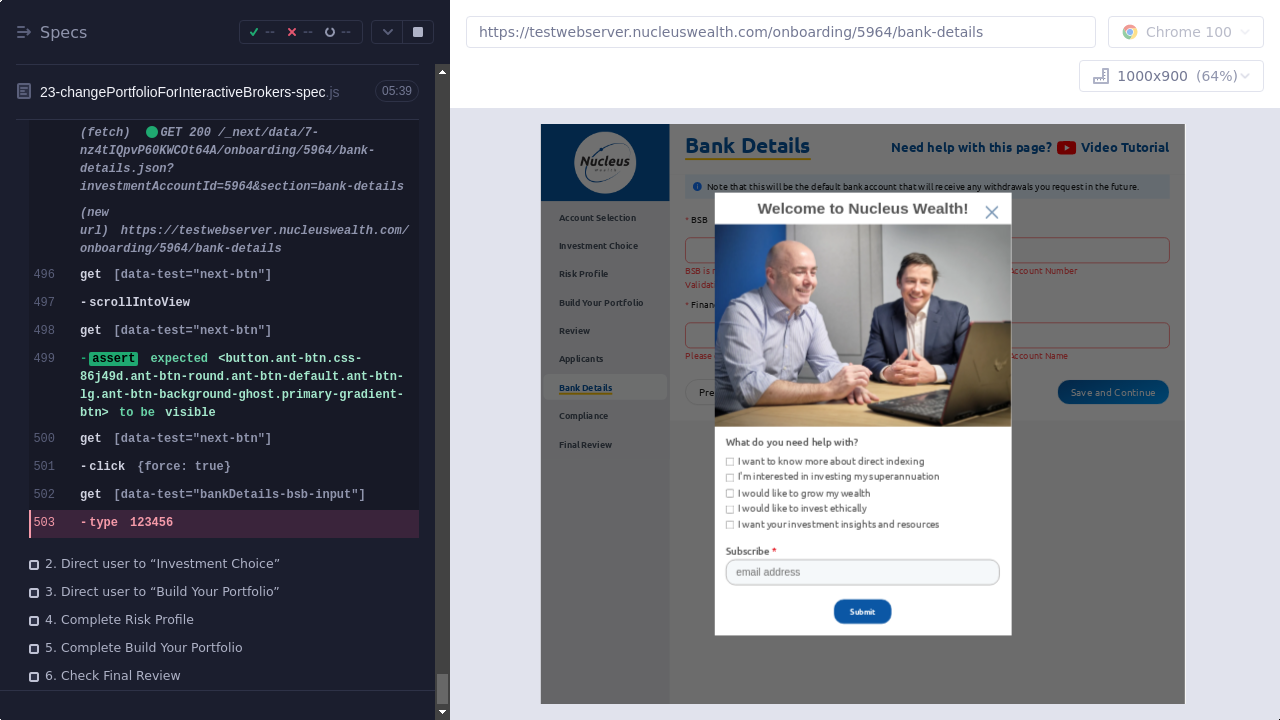 Specs
-- -- --
23-changePortfolioForInteractiveBrokers-spec.js
05:39
(fetch) GET 200 /_next/data/7-
nz4tIQpvP60KWCOt64A/onboarding/5964/bank-
details.json?
investmentAccountId=5964&section=bank-details
(new
url) https://testwebserver.nucleuswealth.com/
onboarding/5964/bank-details
496 get [data-test="next-btn"]
497 -scrollIntoView
498 get [data-test="next-btn"]
499 -assert expected <button.ant-btn.css-
86j49d.ant-btn-round.ant-btn-default.ant-btn-
lg.ant-btn-background-ghost.primary-gradient-
btn> to be visible
500 get [data-test="next-btn"]
501 -click {force: true}
502 get [data-test="bankDetails-bsb-input"]
503 -type 123456
2. Direct user to “Investment Choice”
3. Direct user to “Build Your Portfolio”
4. Complete Risk Profile
5. Complete Build Your Portfolio
6. Check Final Review
https://testwebserver.nucleuswealth.com/onboarding/5964/bank-details
Chrome 100
1000x900 (64%)
Nucleus
WEALTH
Account Selection
Investment Choice
Risk Profile
Build Your Portfolio
Review
Applicants
Bank Details
Compliance
Final Review
Bank Details
Need help with this page? Video Tutorial
Note that this will be the default bank account that will receive any withdrawals you request in the future.
* BSB
BSB is
Account Number
Validat
* Finan
Please
Account Name
Pre
Save and Continue
Welcome to Nucleus Wealth!
What do you need help with?
I want to know more about direct indexing
I'm interested in investing my superannuation
I would like to grow my wealth
I would like to invest ethically
I want your investment insights and resources
Subscribe *
email address
Submit